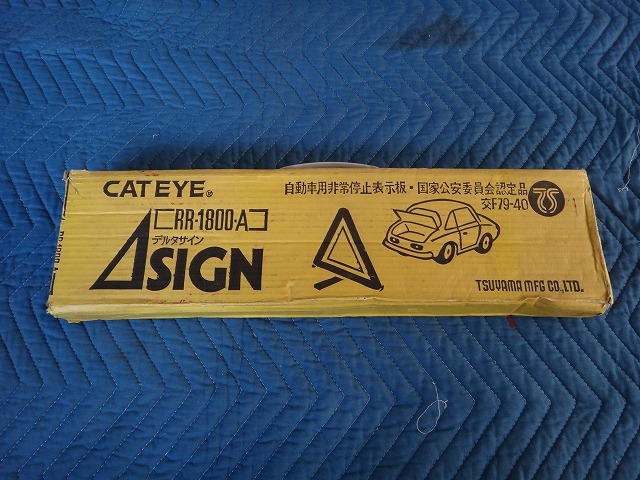 CATEYE®
RR-1800-A
デルタサイン
SIGN
自動車用非常停止表示板・国家公安委員会認定品
交F79-40
TS
TSUYAMA MFG CO.,LTD.